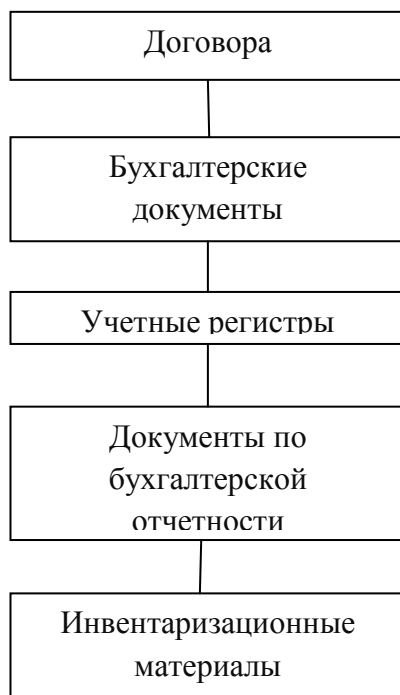 Договора
Бухгалтерские
документы
Учетные регистры
Документы по
бухгалтерской
отчетности
Инвентаризационные
материалы